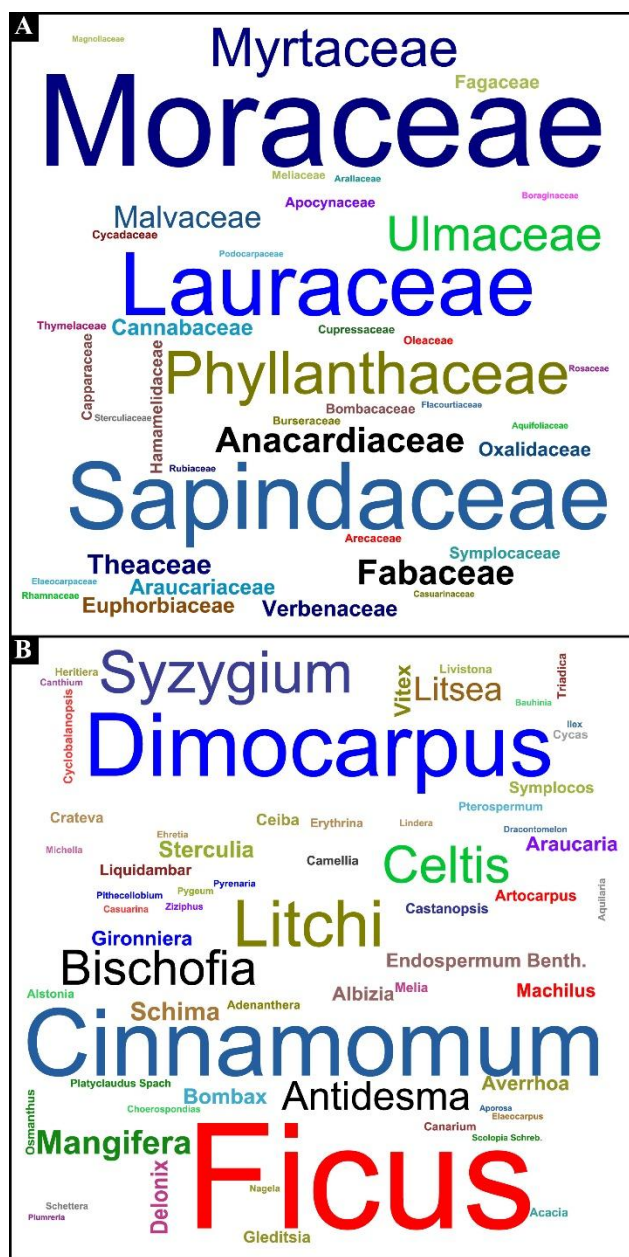 A
Magnoliaceae
Myrtaceae
Fagaceae
Moraceae
Meliaceae
Araliaceae
Apocynaceae
Boraginaceae
Malvaceae
Cycadaceae
Ulmaceae
Podocarpaceae
Lauraceae
Thymelaceae
Cannabaceae
Cupressaceae
Oleaceae
Capparaceae
Hamamelidaceae
Phyllanthaceae
Rosaceae
Sterculiaceae
Bombacaceae
Flacourtiaceae
Burseraceae
Aquifoliaceae
Anacardiaceae
Oxalidaceae
Rubiaceae
Sapindaceae
Arecaceae
Theaceae
Symplocaceae
Fabaceae
Elaeocarpaceae
Araucariaceae
Rhamnaceae
Casuarinaceae
Euphorbiaceae
Verbenaceae
B
Heritiera
Canthium
Syzygium
Vitex
Livistona
Litsea
Triadica
Bauhinia
Cyclobalanopsis
Dimocarpus
Ilex
Cycas
Symplocos
Pterospermum
Crateva
Ceiba
Erythrina
Lindera
Dracontomelon
Ehretia
Michella
Sterculia
Araucaria
Camellia
Celtis
Liquidambar
Pithecellobium
Pygeum
Pyrenaria
Artocarpus
Aquilaria
Casuarina
Ziziphus
Litchi
Castanopsis
Gironniera
Bischofia
Endospermum Benth.
Alstonia
Schima
Adenanthera
Albizia
Melia
Machilus
Cinnamomum
Platyclaudus Spach
Osmanthus
Bombax
Antidesma
Averrhoa
Choerospondias
Aporosa
Elaeocarpus
Canarium
Mangifera
Ficus
Scolopia Schreb.
Delonix
Nagela
Schettera
Plumreria
Acacia
Gleditsia